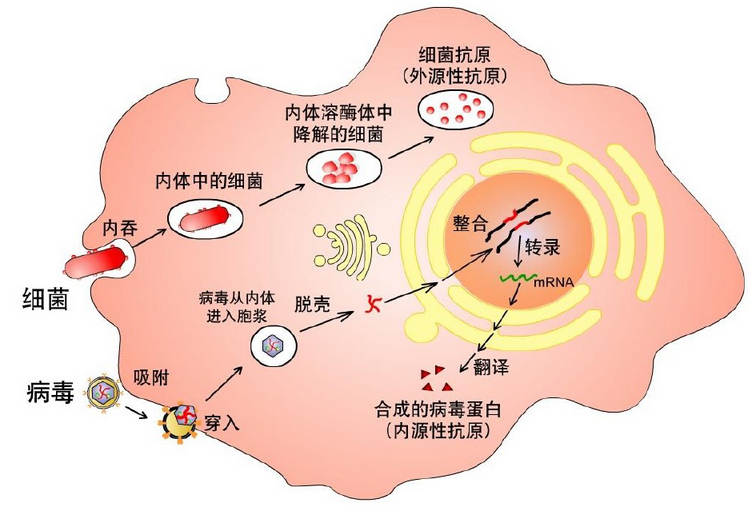 细菌抗原
（外源性抗原）
内体溶酶体中
降解的细菌
内体中的细菌
内吞
细菌
整合
转录
mRNA
病毒从内体
进入胞浆
脱壳
病毒
吸附
穿入
翻译
合成的病毒蛋白
（内源性抗原）